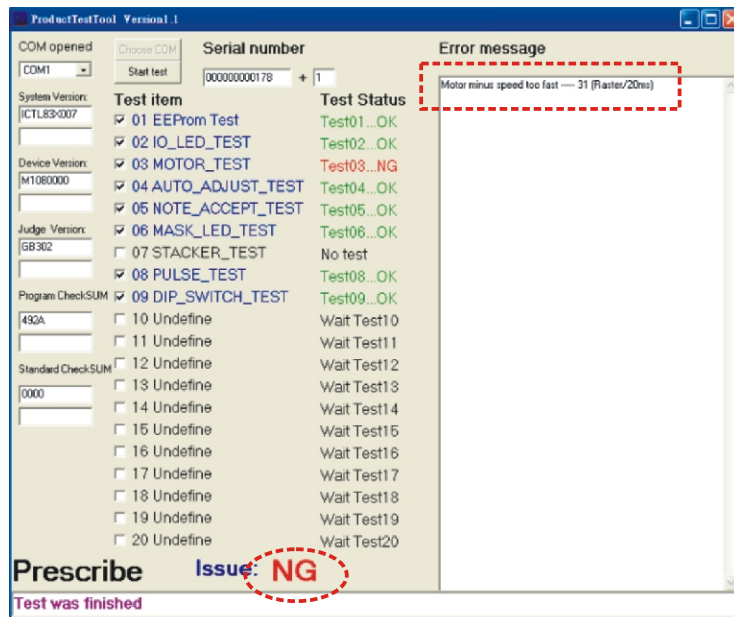 ProductTestTool Version1.1
COM opened
COM1
System Version:
ICTL83X007
Device Version:
M1080000
Judge Version:
GB302
Program CheckSUM
492A
Standard CheckSUM
0000
Choose COM
Start test
Serial number
000000000178 + 1
Test item Test Status
01 EEProm Test Test01...OK
02 IO_LED_TEST Test02...OK
03 MOTOR_TEST Test03...NG
04 AUTO_ADJUST_TEST Test04...OK
05 NOTE_ACCEPT_TEST Test05...OK
06 MASK_LED_TEST Test06...OK
07 STACKER_TEST No test
08 PULSE_TEST Test08...OK
09 DIP_SWITCH_TEST Test09...OK
10 Undefine Wait Test10
11 Undefine Wait Test11
12 Undefine Wait Test12
13 Undefine Wait Test13
14 Undefine Wait Test14
15 Undefine Wait Test15
16 Undefine Wait Test16
17 Undefine Wait Test17
18 Undefine Wait Test18
19 Undefine Wait Test19
20 Undefine Wait Test20
Error message
Motor minus speed too fast ---- 31 (Raster/20ms)
Prescribe Issue: NG
Test was finished